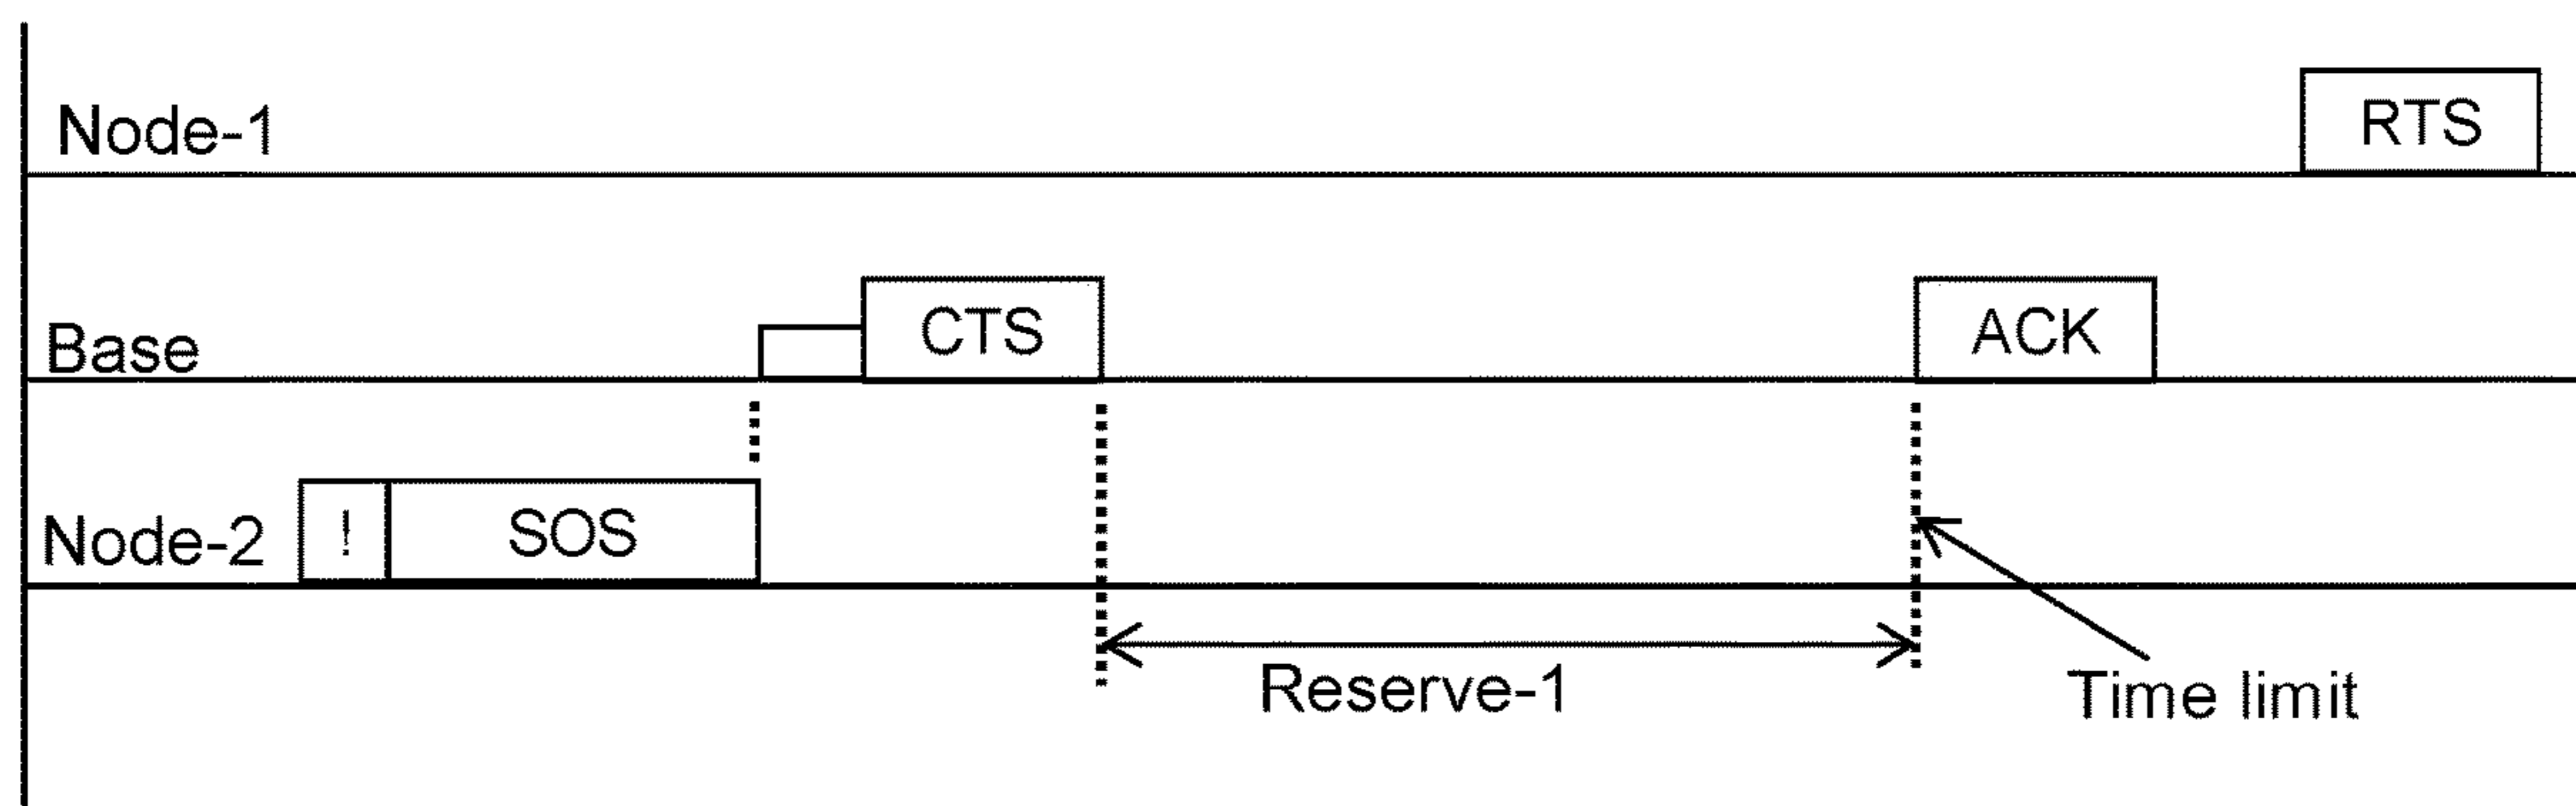 Node-1
RTS
Base
CTS
ACK
Node-2
!
SOS
Reserve-1
Time limit